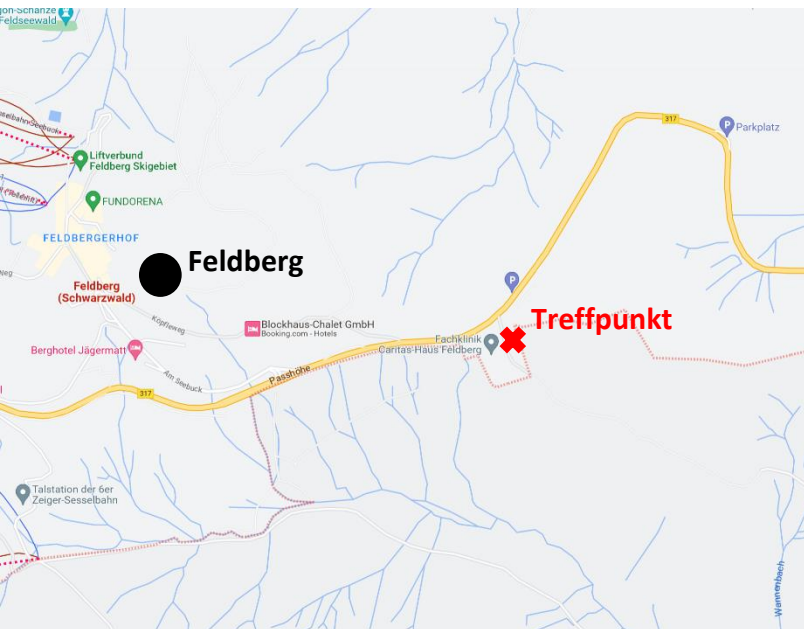 Feldseewald
317
Parkplatz
Liftverbund
Feldberg Skigebiet
FUNDORENA
FELDBERGERHOF
Feldberg
Feldberg
(Schwarzwald)
Köpfleweg
Treffpunkt
Blockhaus-Chalet GmbH
Booking.com - Hotels
Fachklinik
Caritas-Haus Feldberg
Berghotel Jägermatt
Passhöhe
Am Seebuck
317
Talstation der 6er
Zeiger-Sesselbahn
Wannenbach